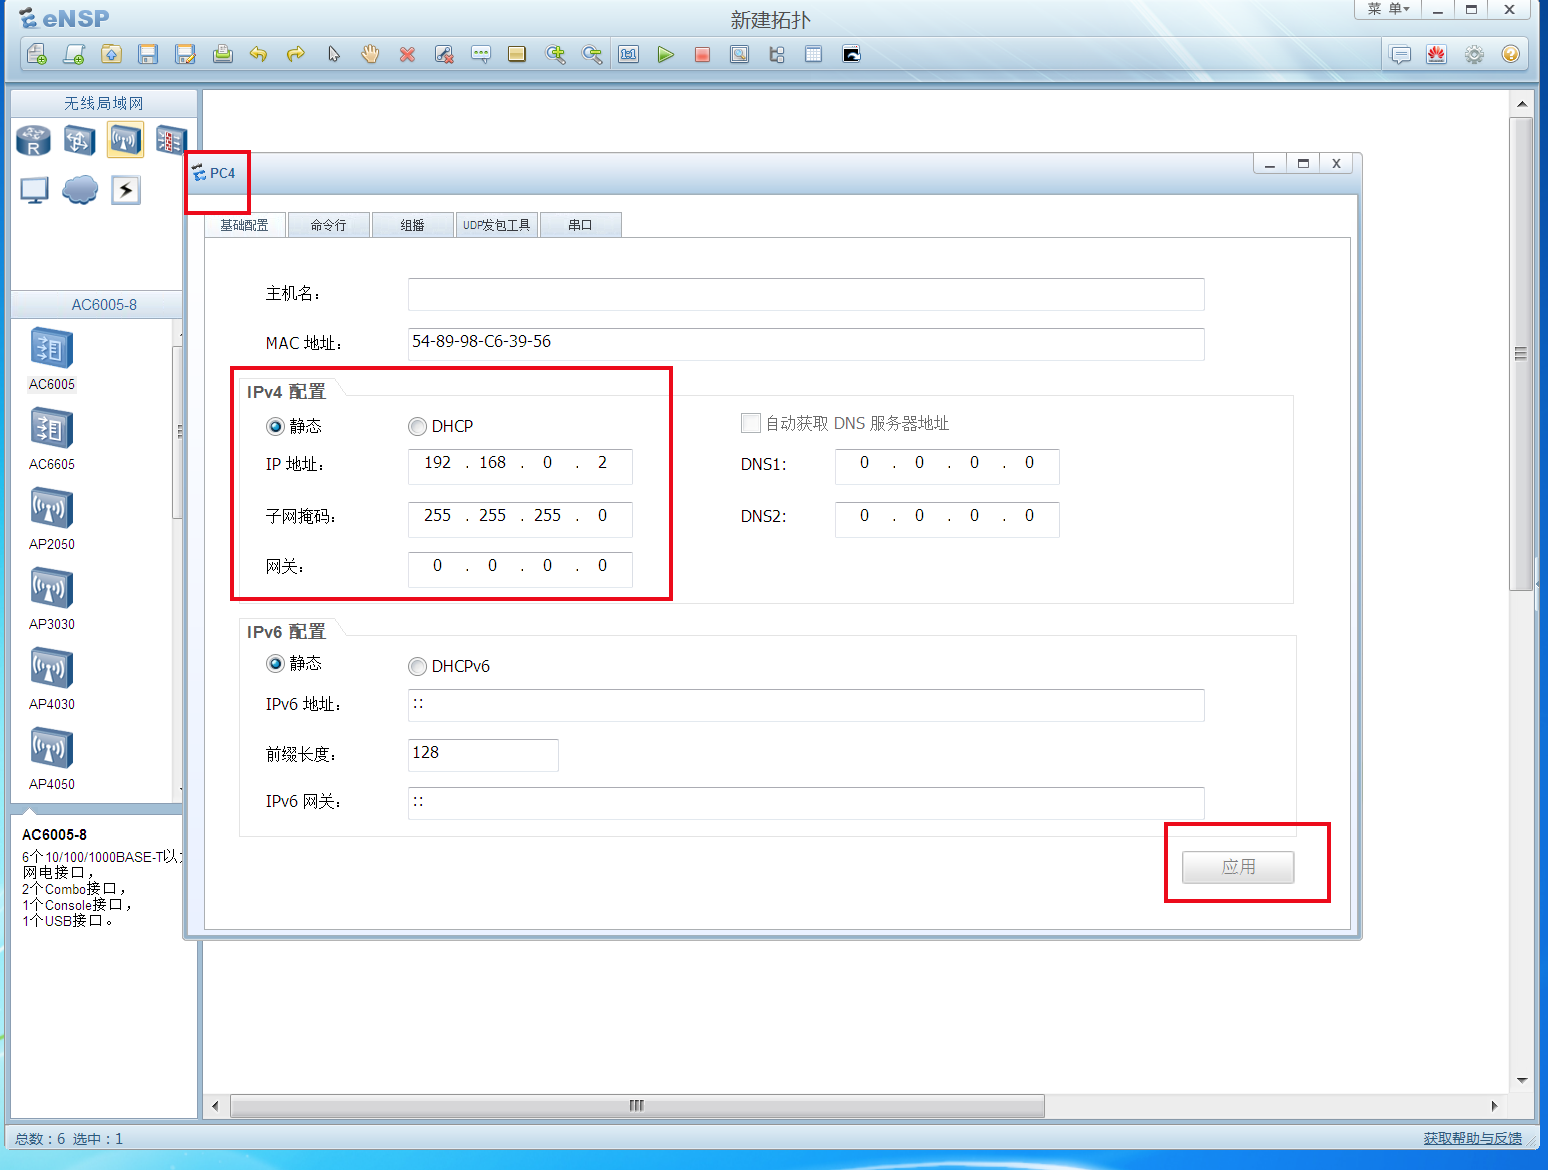 eNSP
新建拓扑
菜 单
无线局域网
R
AC6005-8
AC6005
AC6605
AP2050
AP3030
AP4030
AP4050
AC6005-8
6个10/100/1000BASE-T以
网电接口，
2个Combo接口，
1个Console接口，
1个USB接口。
PC4
基础配置 命令行 组播 UDP发包工具 串口
主机名：
MAC 地址： 54-89-98-C6-39-56
IPv4 配置
静态 DHCP 自动获取 DNS 服务器地址
IP 地址： 192 . 168 . 0 . 2 DNS1: 0 . 0 . 0 . 0
子网掩码： 255 . 255 . 255 . 0 DNS2: 0 . 0 . 0 . 0
网关： 0 . 0 . 0 . 0
IPv6 配置
静态 DHCPv6
IPv6 地址： ::
前缀长度： 128
IPv6 网关： ::
应用
总数：6 选中：1
获取帮助与反馈